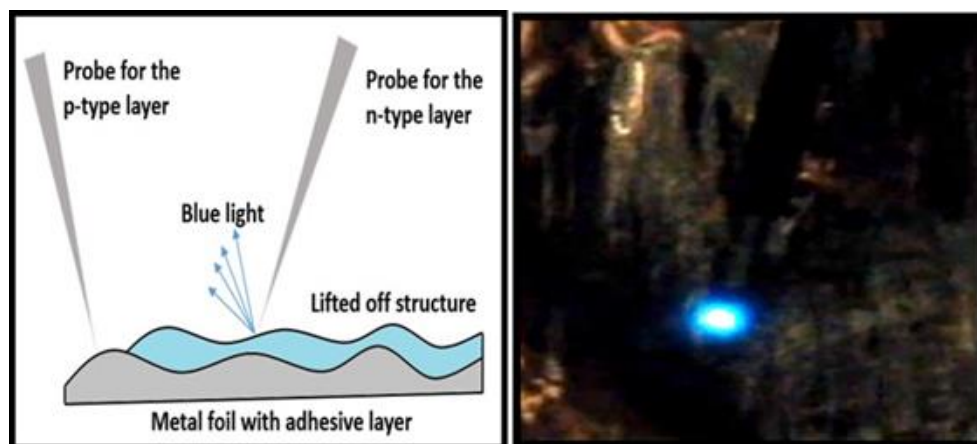 Probe for the
p-type layer
Probe for the
n-type layer
Blue light
Lifted off structure
Metal foil with adhesive layer